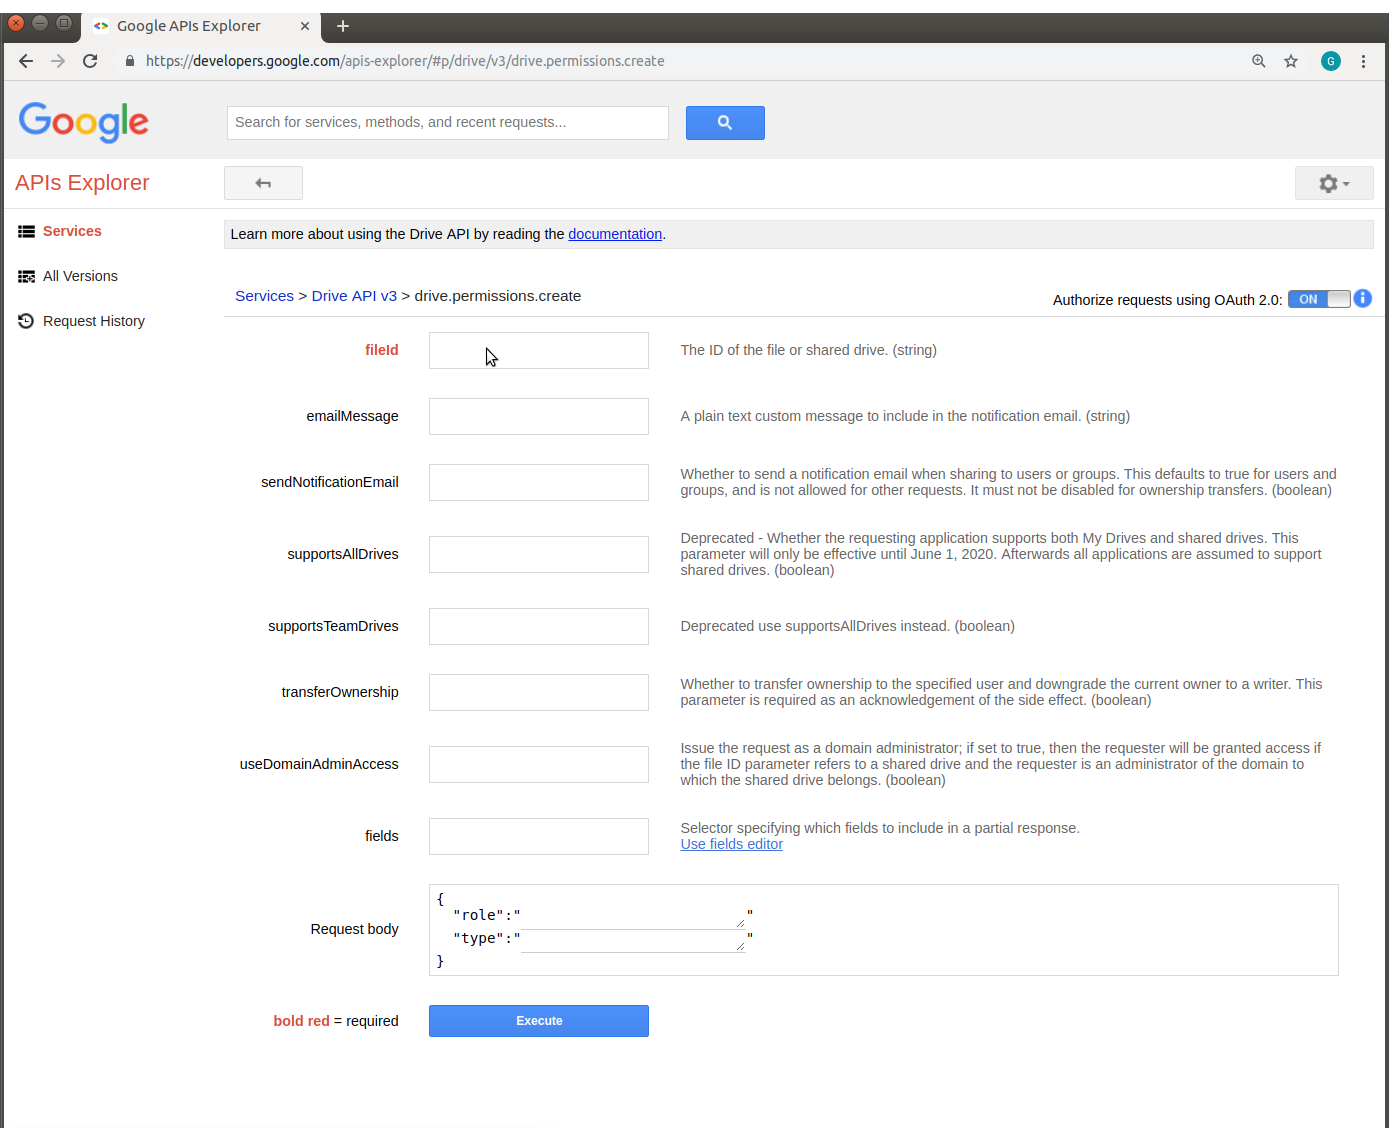 Google APIs Explorer
https://developers.google.com/apis-explorer/#p/drive/v3/drive.permissions.create
G
Google
Search for services, methods, and recent requests...
APIs Explorer
Services
All Versions
Request History
Learn more about using the Drive API by reading the documentation.
Services > Drive API v3 > drive.permissions.create
Authorize requests using OAuth 2.0: ON
fileId
The ID of the file or shared drive. (string)
emailMessage
A plain text custom message to include in the notification email. (string)
sendNotificationEmail
Whether to send a notification email when sharing to users or groups. This defaults to true for users and
groups, and is not allowed for other requests. It must not be disabled for ownership transfers. (boolean)
supportsAllDrives
Deprecated - Whether the requesting application supports both My Drives and shared drives. This
parameter will only be effective until June 1, 2020. Afterwards all applications are assumed to support
shared drives. (boolean)
supportsTeamDrives
Deprecated use supportsAllDrives instead. (boolean)
transferOwnership
Whether to transfer ownership to the specified user and downgrade the current owner to a writer. This
parameter is required as an acknowledgement of the side effect. (boolean)
useDomainAdminAccess
Issue the request as a domain administrator; if set to true, then the requester will be granted access if
the file ID parameter refers to a shared drive and the requester is an administrator of the domain to
which the shared drive belongs. (boolean)
fields
Selector specifying which fields to include in a partial response.
Use fields editor
Request body
{
"role":" "
"type":" "
}
bold red = required
Execute